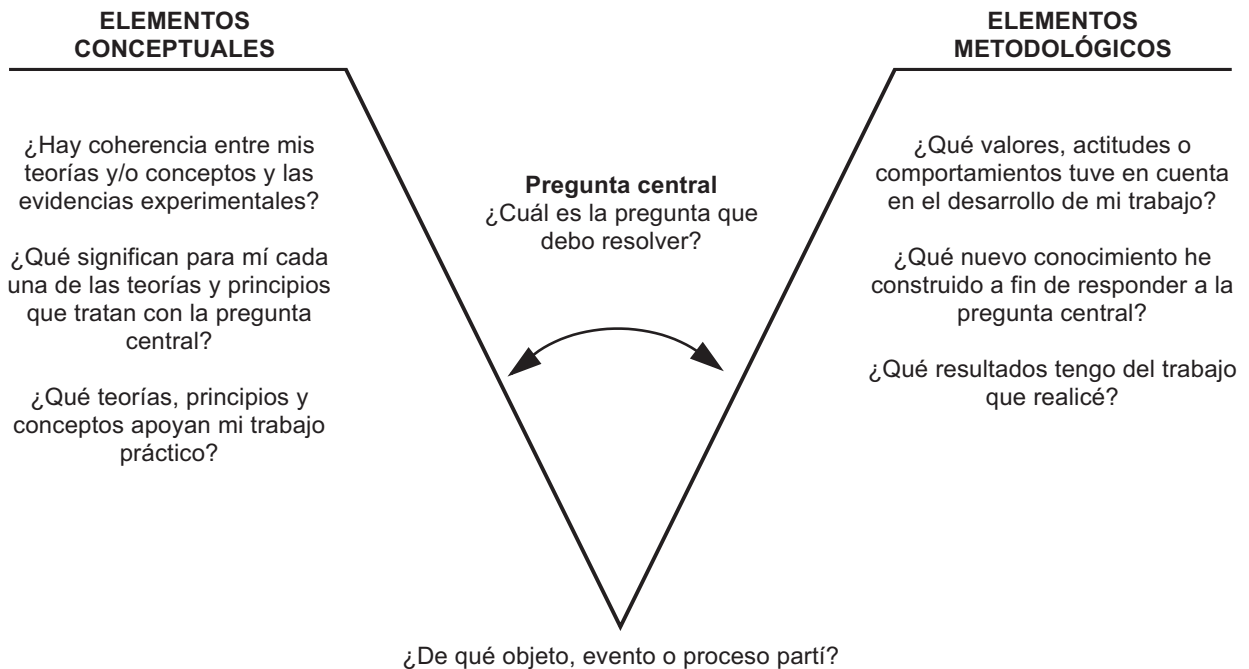 ELEMENTOS
CONCEPTUALES
¿Hay coherencia entre mis
teorías y/o conceptos y las
evidencias experimentales?
¿Qué significan para mí cada
una de las teorías y principios
que tratan con la pregunta
central?
¿Qué teorías, principios y
conceptos apoyan mi trabajo
práctico?
Pregunta central
¿Cuál es la pregunta que
debo resolver?
ELEMENTOS
METODOLÓGICOS
¿Qué valores, actitudes o
comportamientos tuve en cuenta
en el desarrollo de mi trabajo?
¿Qué nuevo conocimiento he
construido a fin de responder a la
pregunta central?
¿Qué resultados tengo del trabajo
que realicé?
¿De qué objeto, evento o proceso partí?